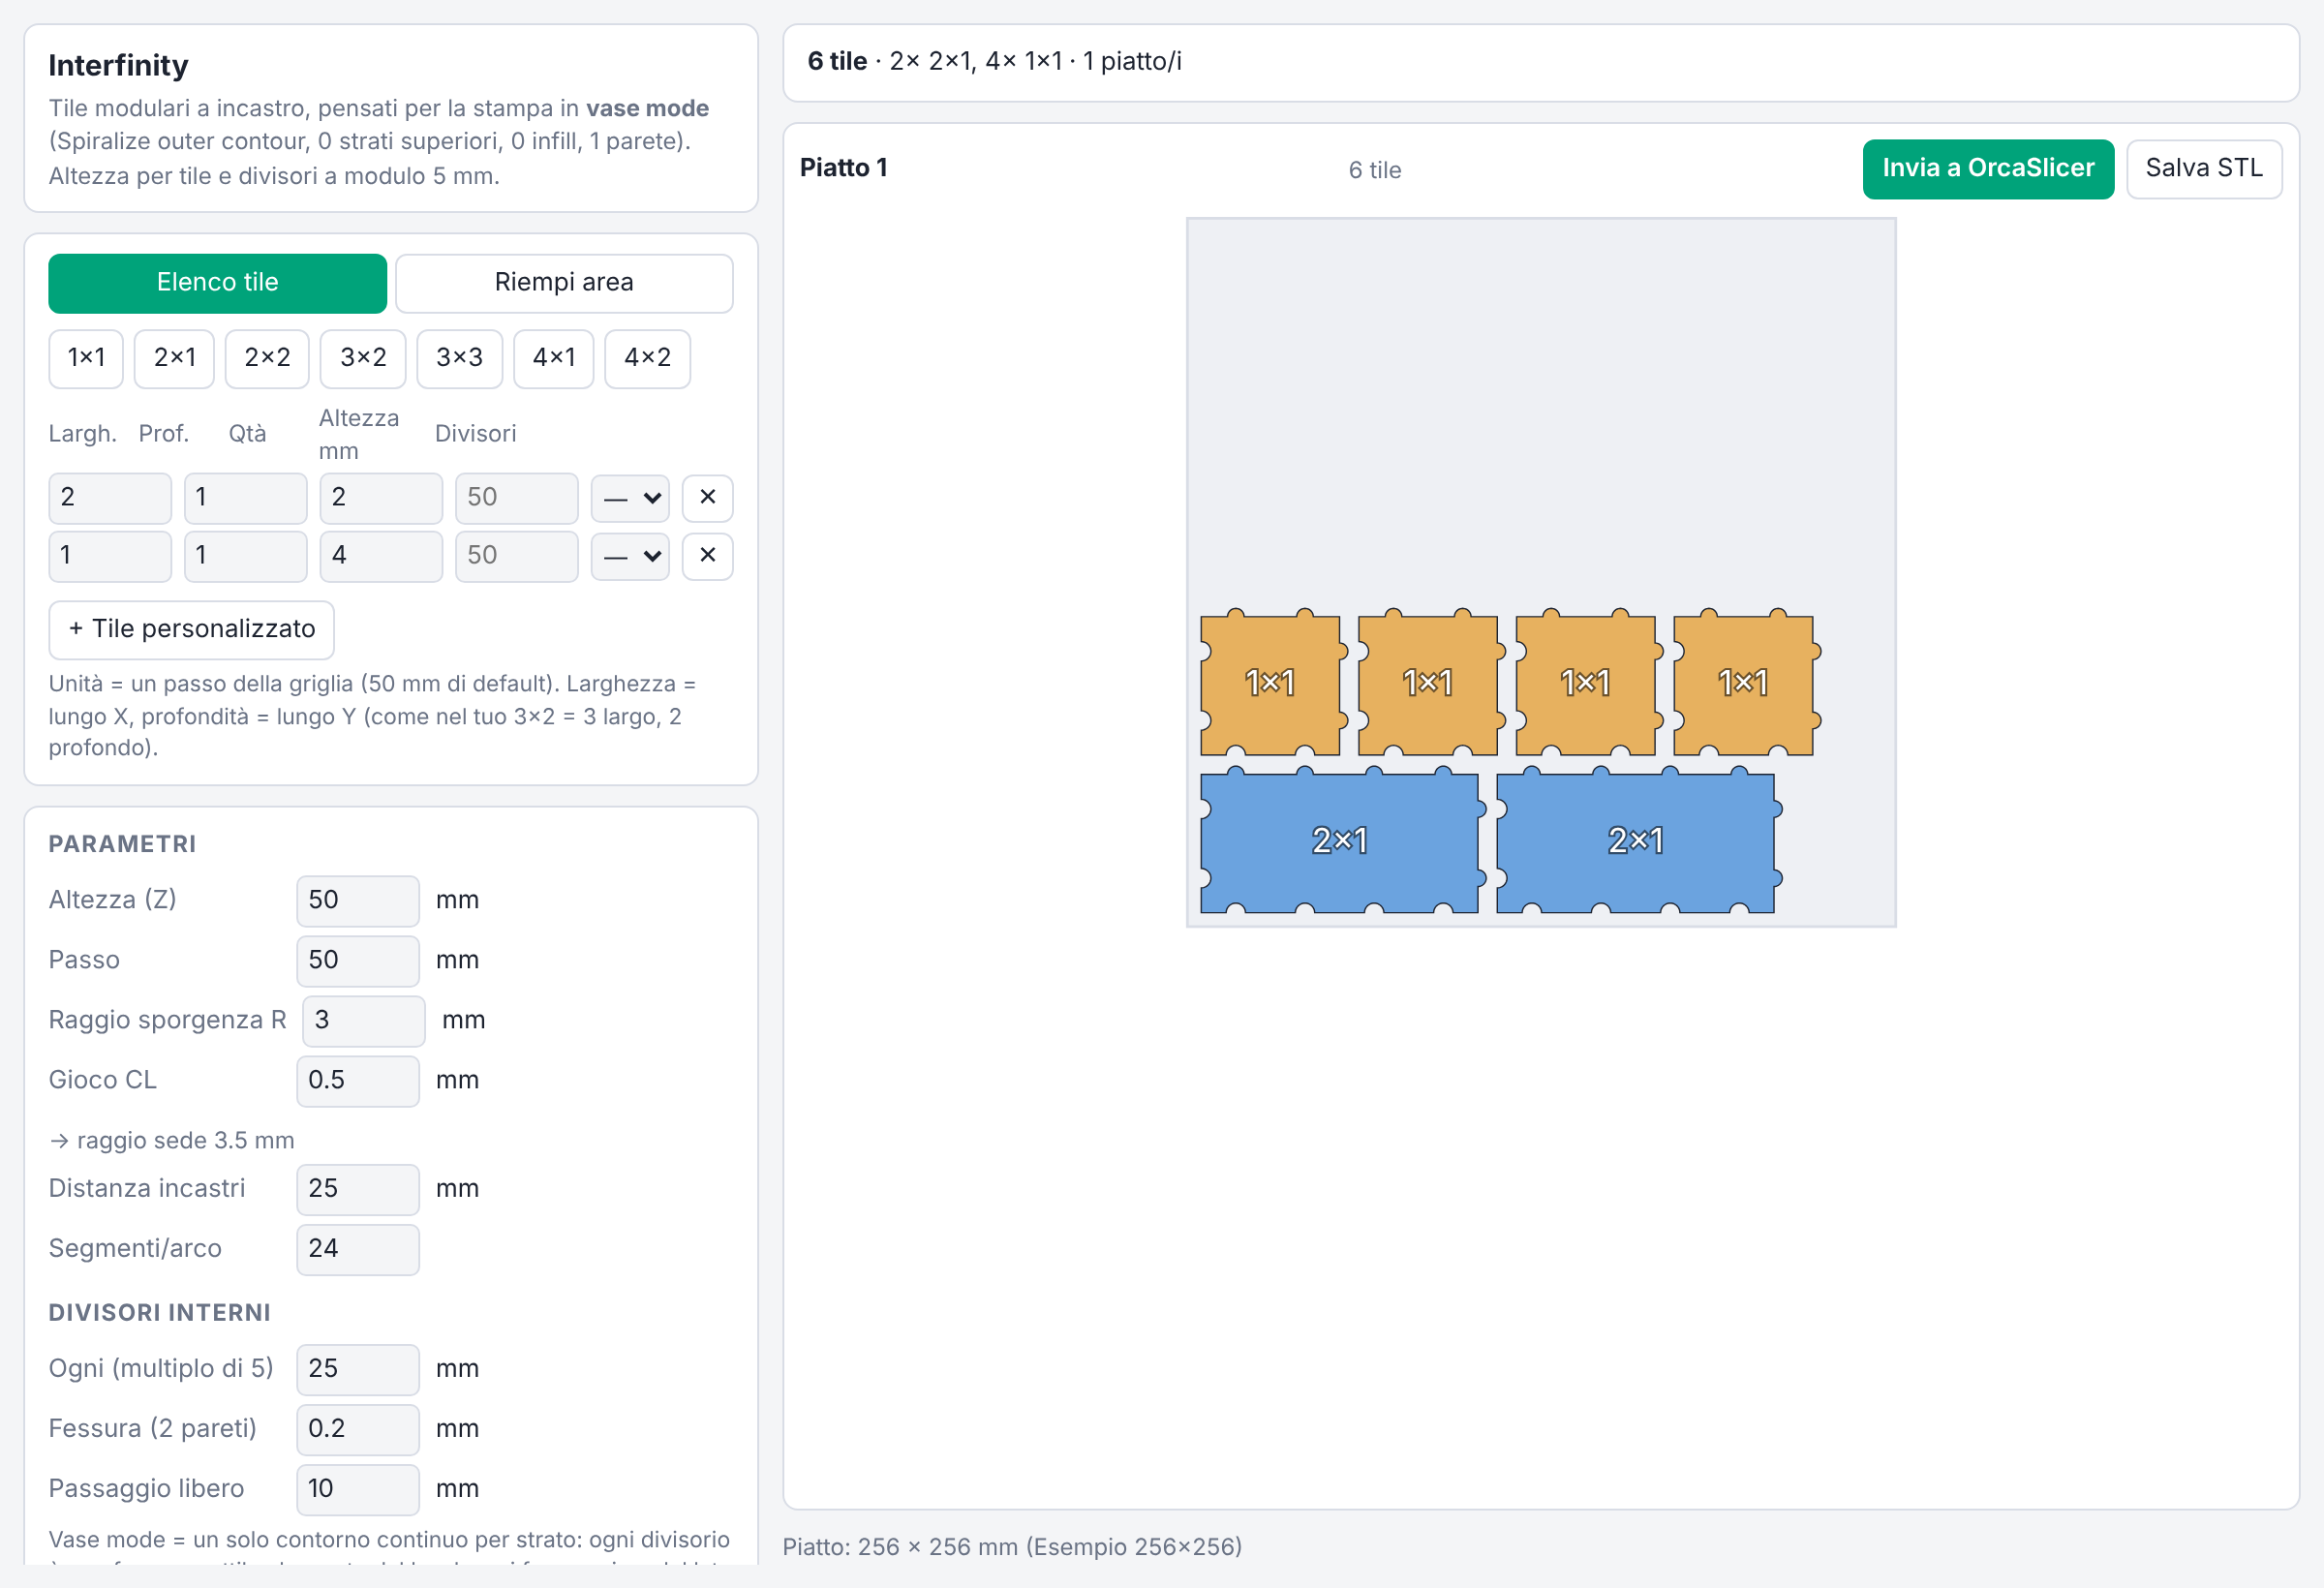 Interfinity
Tile modulari a incastro, pensati per la stampa in vase mode
(Spiralize outer contour, 0 strati superiori, 0 infill, 1 parete).
Altezza per tile e divisori a modulo 5 mm.
Elenco tile
Riempi area
1×1 2×1 2×2 3×2 3×3 4×1 4×2
Largh. Prof. Qtà Altezza mm Divisori
2 1 2 50 — ✕
1 1 4 50 — ✕
+ Tile personalizzato
Unità = un passo della griglia (50 mm di default). Larghezza =
lungo X, profondità = lungo Y (come nel tuo 3×2 = 3 largo, 2
profondo).
PARAMETRI
Altezza (Z) 50 mm
Passo 50 mm
Raggio sporgenza R 3 mm
Gioco CL 0.5 mm
→ raggio sede 3.5 mm
Distanza incastri 25 mm
Segmenti/arco 24
DIVISORI INTERNI
Ogni (multiplo di 5) 25 mm
Fessura (2 pareti) 0.2 mm
Passaggio libero 10 mm
Vase mode = un solo contorno continuo per strato: ogni divisorio
6 tile · 2× 2×1, 4× 1×1 · 1 piatto/i
Piatto 1 6 tile Invia a OrcaSlicer Salva STL
1×1 1×1 1×1 1×1
2×1 2×1
Piatto: 256 × 256 mm (Esempio 256×256)